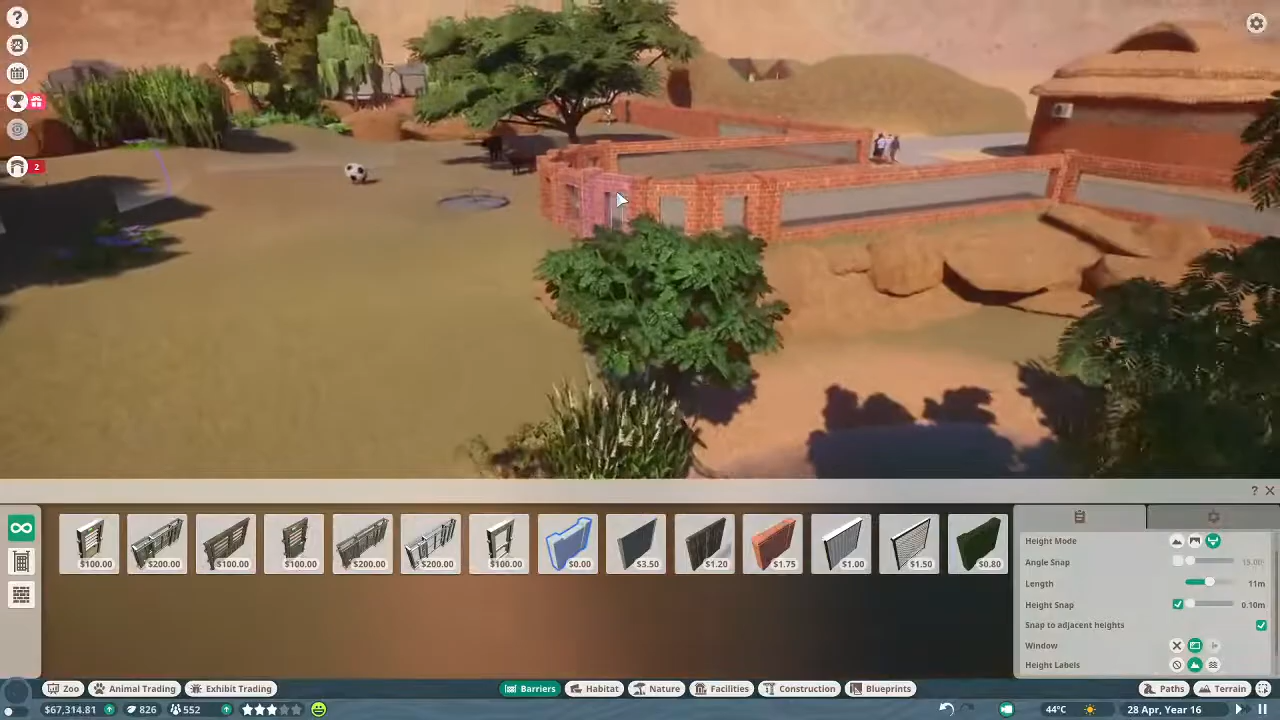 ?
2
? ×
$100.00 $200.00 $100.00 $100.00 $200.00 $200.00 $100.00 $0.00 $3.50 $1.20 $1.75 $1.00 $1.50 $0.80
Height Mode
Angle Snap 15.00°
Length 11m
Height Snap 0.10m
Snap to adjacent heights
Window
Height Labels
Zoo Animal Trading Exhibit Trading Barriers Habitat Nature Facilities Construction Blueprints Paths Terrain
$67,314.81 826 552 44°C 28 Apr, Year 16